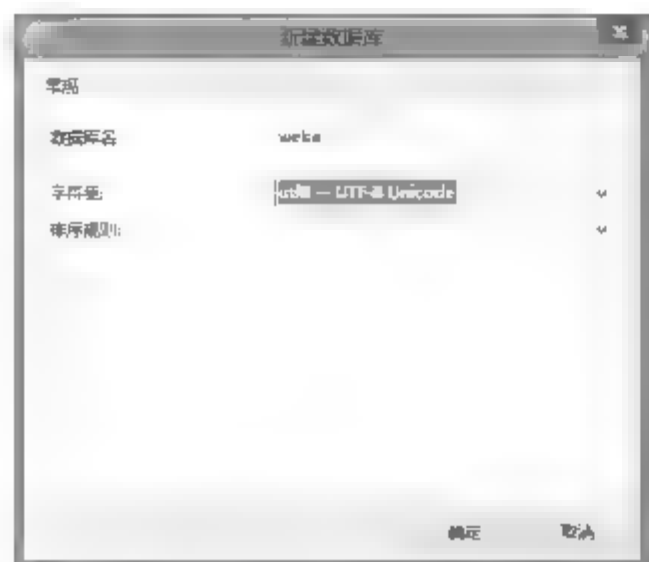 新建数据库
常规
数据库名 weka
字符集: utf8 -- UTF-8 Unicode
排序规则:
确定 取消